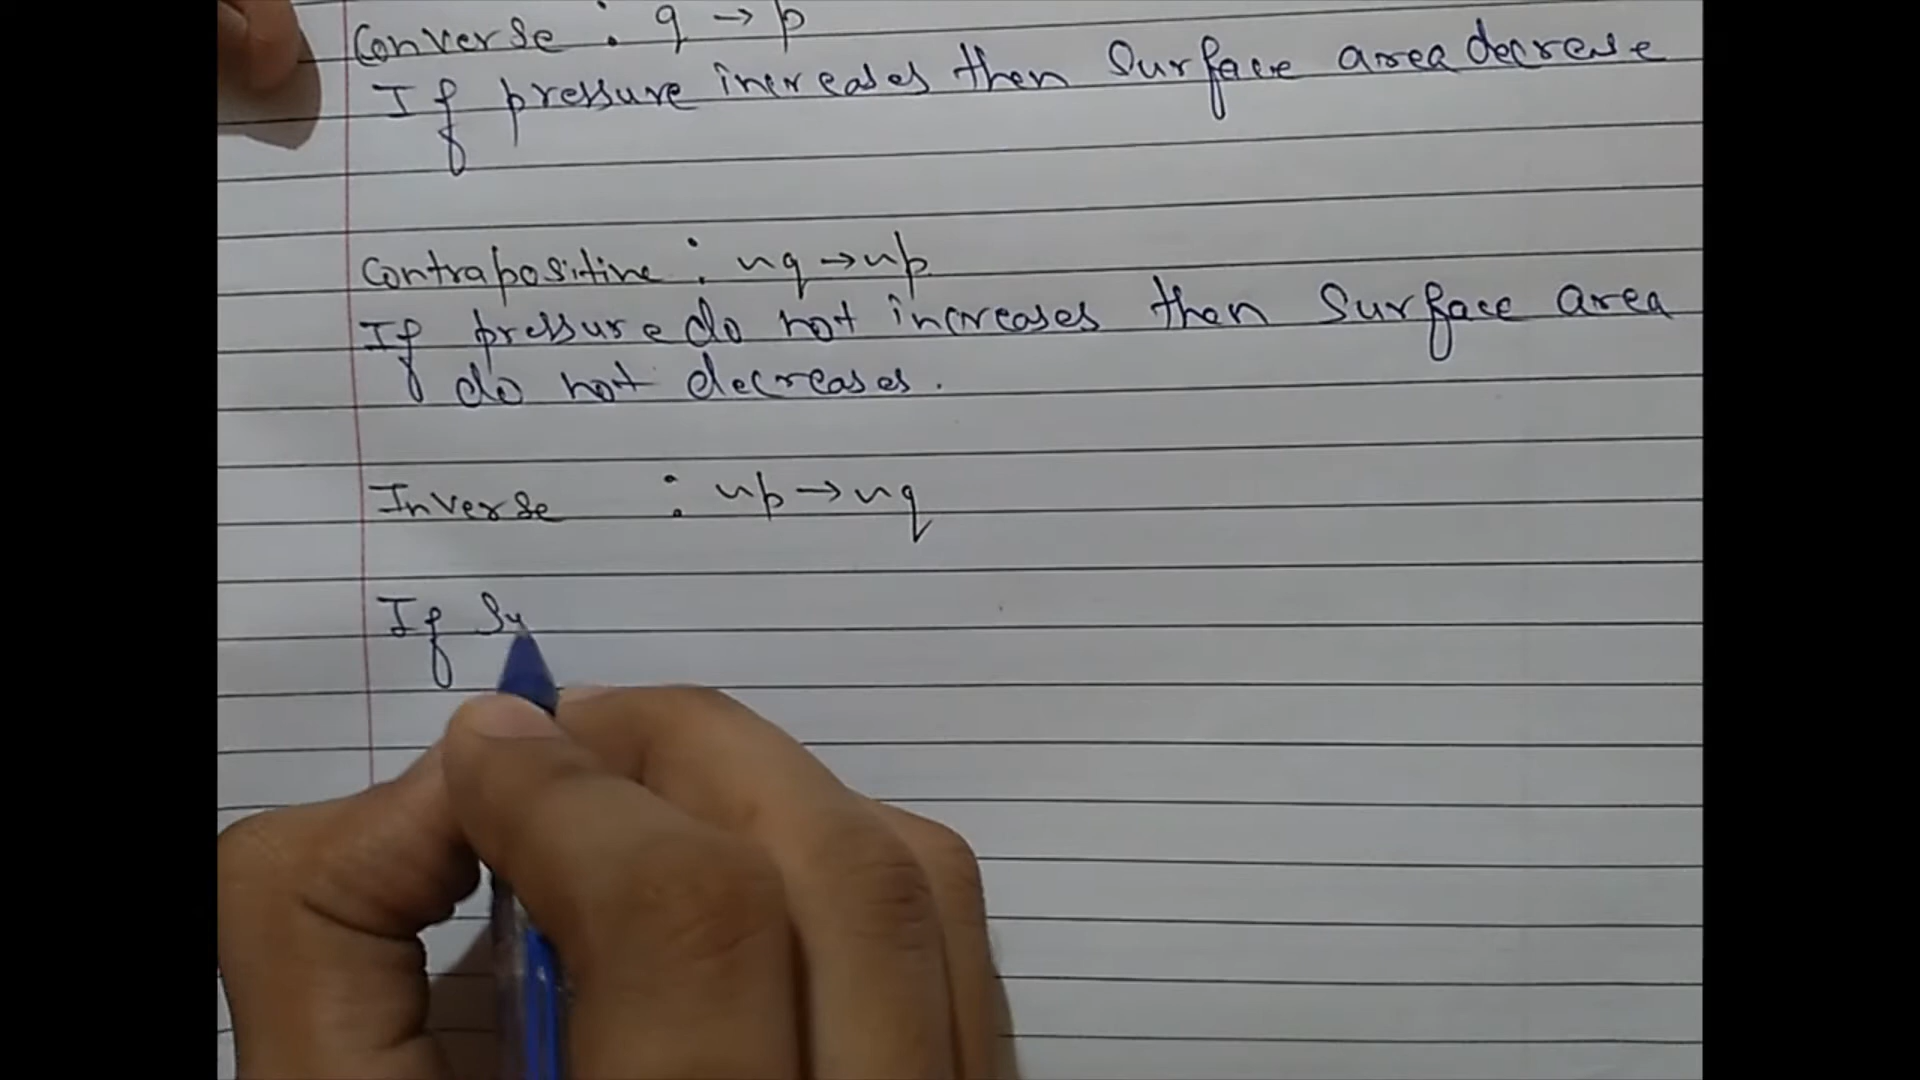 Converse : q → p
If pressure increases then Surface area decrease
Contrapositive : ~q → ~p
If pressure do not increases then Surface area
do not decreases.
Inverse : ~p → ~q
If Su